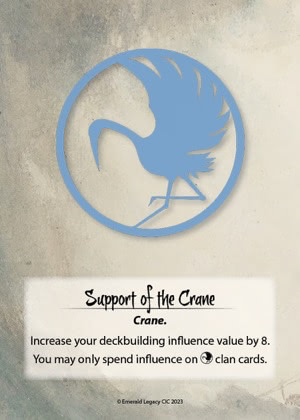 Support of the Crane
Crane.
Increase your deckbuilding influence value by 8.
You may only spend influence on clan cards.
© Emerald Legacy CIC 2023